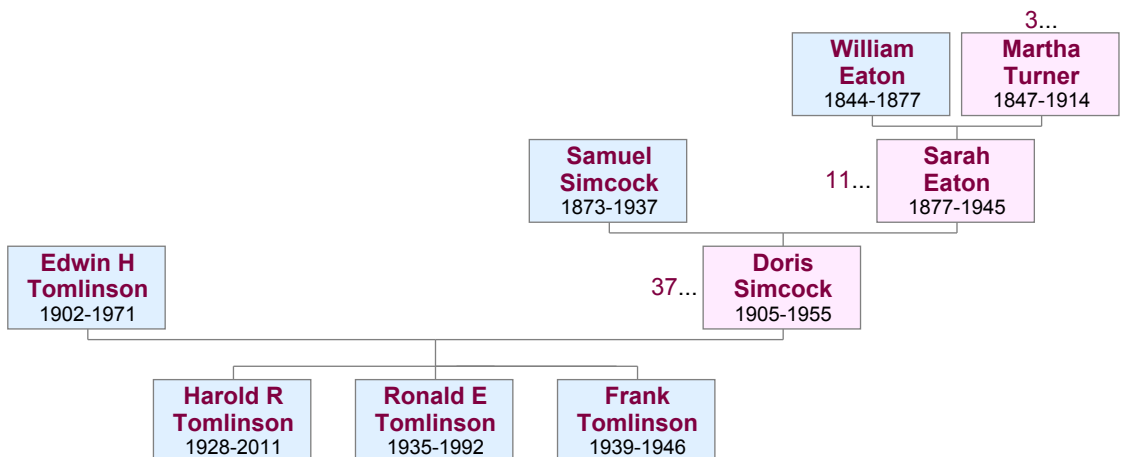 3...
William
Eaton
1844-1877
Martha
Turner
1847-1914
Samuel
Simcock
1873-1937
11...
Sarah
Eaton
1877-1945
Edwin H
Tomlinson
1902-1971
37...
Doris
Simcock
1905-1955
Harold R
Tomlinson
1928-2011
Ronald E
Tomlinson
1935-1992
Frank
Tomlinson
1939-1946